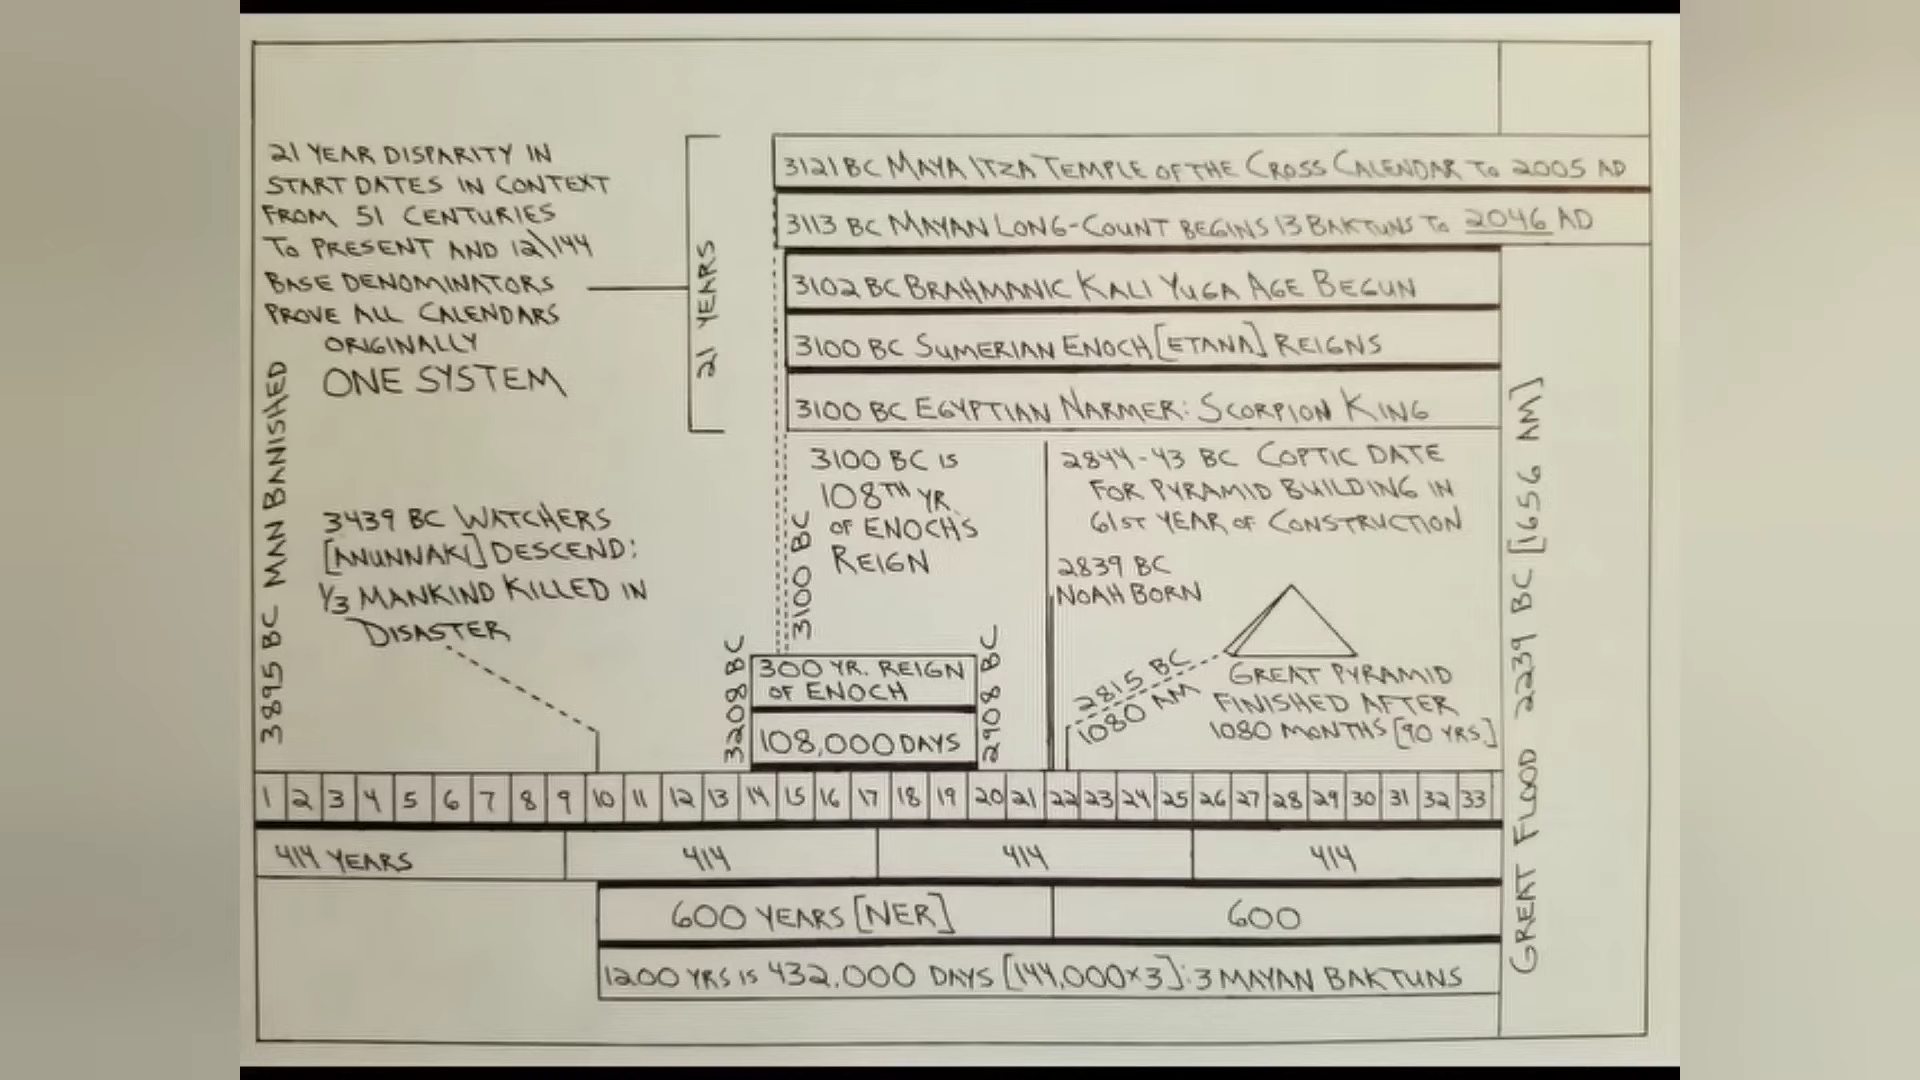 21 YEAR DISPARITY IN
START DATES IN CONTEXT
FROM 51 CENTURIES
TO PRESENT AND 12\144
BASE DENOMINATORS
PROVE ALL CALENDARS
ORIGINALLY
ONE SYSTEM
21 YEARS
3121 BC MAYA ITZA TEMPLE OF THE CROSS CALENDAR TO 2005 AD
3113 BC MAYAN LONG-COUNT BEGINS 13 BAKTUNS TO 2046 AD
3102 BC BRAHMANIC KALI YUGA AGE BEGUN
3100 BC SUMERIAN ENOCH [ETANA] REIGNS
3100 BC EGYPTIAN NARMER: SCORPION KING
3895 BC MAN BANISHED
3439 BC WATCHERS
[ANUNNAKI] DESCEND:
1/3 MANKIND KILLED IN
DISASTER
3100 BC IS
108TH YR.
OF ENOCH'S
REIGN
3100 BC
2844-43 BC COPTIC DATE
FOR PYRAMID BUILDING IN
61ST YEAR OF CONSTRUCTION
2839 BC
NOAH BORN
3208 BC
300 YR. REIGN
OF ENOCH
108,000 DAYS
2908 BC
2815 BC
1080 AM
GREAT PYRAMID
FINISHED AFTER
1080 MONTHS [90 YRS.]
GREAT FLOOD 2239 BC [1656 AM]
1 2 3 4 5 6 7 8 9 10 11 12 13 14 15 16 17 18 19 20 21 22 23 24 25 26 27 28 29 30 31 32 33
414 YEARS 414 414 414
600 YEARS [NER] 600
1200 YRS IS 432,000 DAYS [144,000×3]: 3 MAYAN BAKTUNS